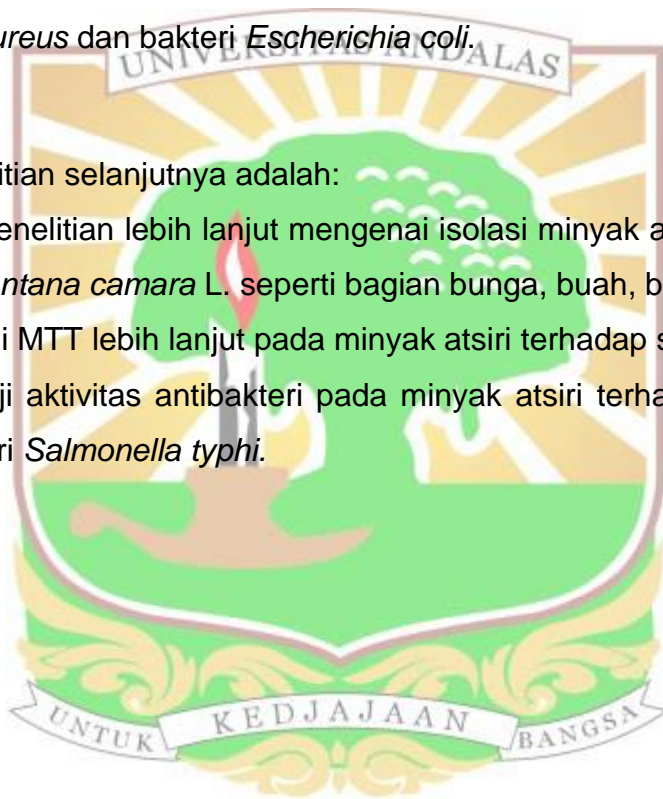 ureus dan bakteri Escherichia coli.
UNIVERSITAS ANDALAS
itian selanjutnya adalah:
enelitian lebih lanjut mengenai isolasi minyak a
ntana camara L. seperti bagian bunga, buah, b
i MTT lebih lanjut pada minyak atsiri terhadap s
ji aktivitas antibakteri pada minyak atsiri terha
ri Salmonella typhi.
UNTUK KEDJAJAAN BANGSA